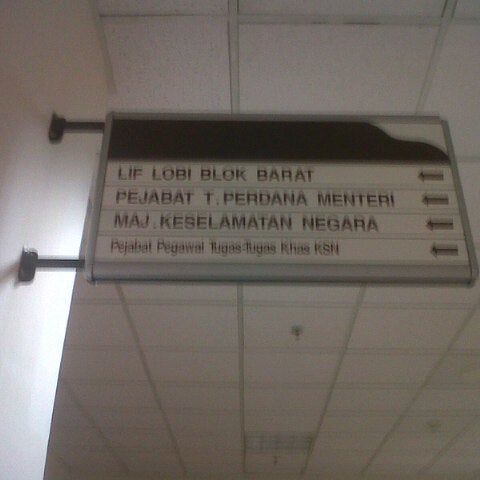 LIF LOBI BLOK BARAT
PEJABAT T.PERDANA MENTERI
MAJ.KESELAMATAN NEGARA
Pejabat Pegawai Tugas-Tugas Khas KSN